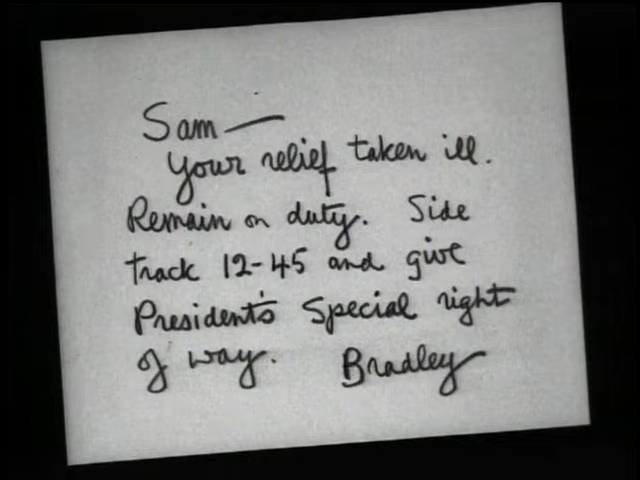 Sam —
Your relief taken ill.
Remain on duty. Side
track 12-45 and give
President's Special right
of way. Bradley